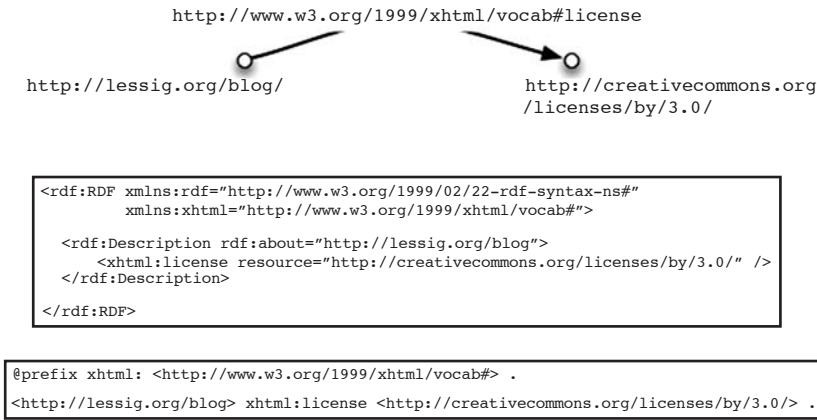 http://www.w3.org/1999/xhtml/vocab#license
http://lessig.org/blog/
http://creativecommons.org
/licenses/by/3.0/
<rdf:RDF xmlns:rdf="http://www.w3.org/1999/02/22-rdf-syntax-ns#"
xmlns:xhtml="http://www.w3.org/1999/xhtml/vocab#">
<rdf:Description rdf:about="http://lessig.org/blog">
<xhtml:license resource="http://creativecommons.org/licenses/by/3.0/" />
</rdf:Description>
</rdf:RDF>
@prefix xhtml: <http://www.w3.org/1999/xhtml/vocab#> .
<http://lessig.org/blog> xhtml:license <http://creativecommons.org/licenses/by/3.0/> .